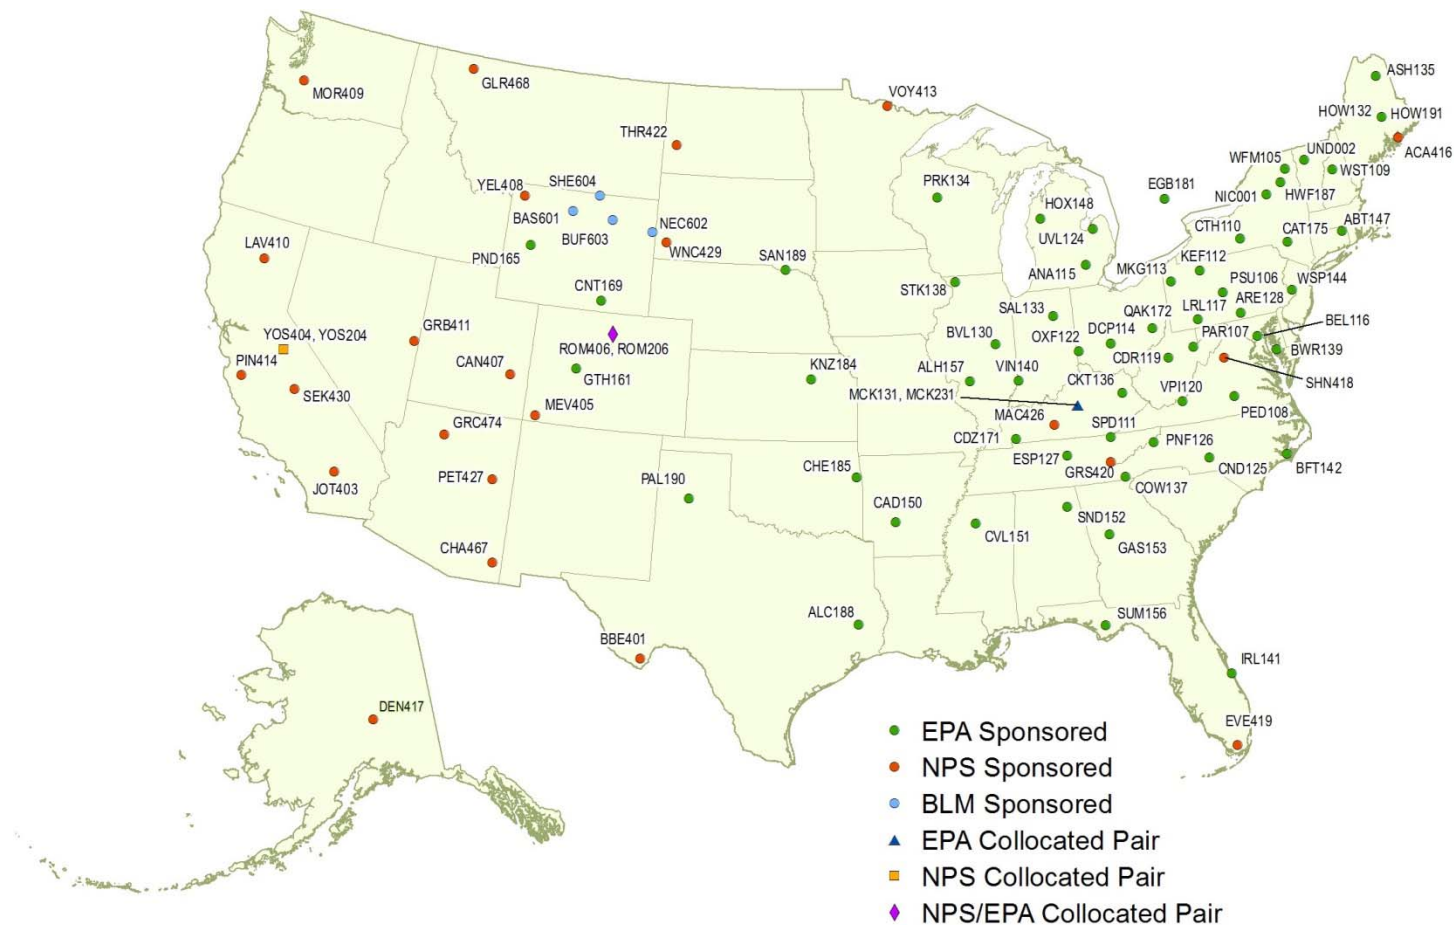 ASH135
GLR468
MOR409
VOY413
HOW132
HOW191
THR422
UND002
ACA416
WFM105
WST109
YEL408
SHE604
PRK134
EGB181
HWF187
NIC001
HOX148
BAS601
NEC602
BUF603
CTH110
CAT175
ABT147
UVL124
LAV410
WNC429
PND165
SAN189
KEF112
ANA115
MKG113
WSP144
CNT169
STK138
PSU106
ARE128
SAL133
QAK172
LRL117
GRB411
YOS404, YOS204
BVL130
OXF122
DCP114
PAR107
BEL116
ROM406, ROM206
BWR139
PIN414
CAN407
KNZ184
ALH157
VIN140
CDR119
GTH161
CKT136
SHN418
SEK430
MCK131, MCK231
VPI120
MEV405
MAC426
PED108
GRC474
SPD111
CDZ171
PNF126
ESP127
CHE185
JOT403
PET427
PAL190
GRS420
CND125
BFT142
COW137
CAD150
SND152
CVL151
GAS153
CHA467
ALC188
SUM156
BBE401
IRL141
DEN417
EVE419
EPA Sponsored
NPS Sponsored
BLM Sponsored
EPA Collocated Pair
NPS Collocated Pair
NPS/EPA Collocated Pair